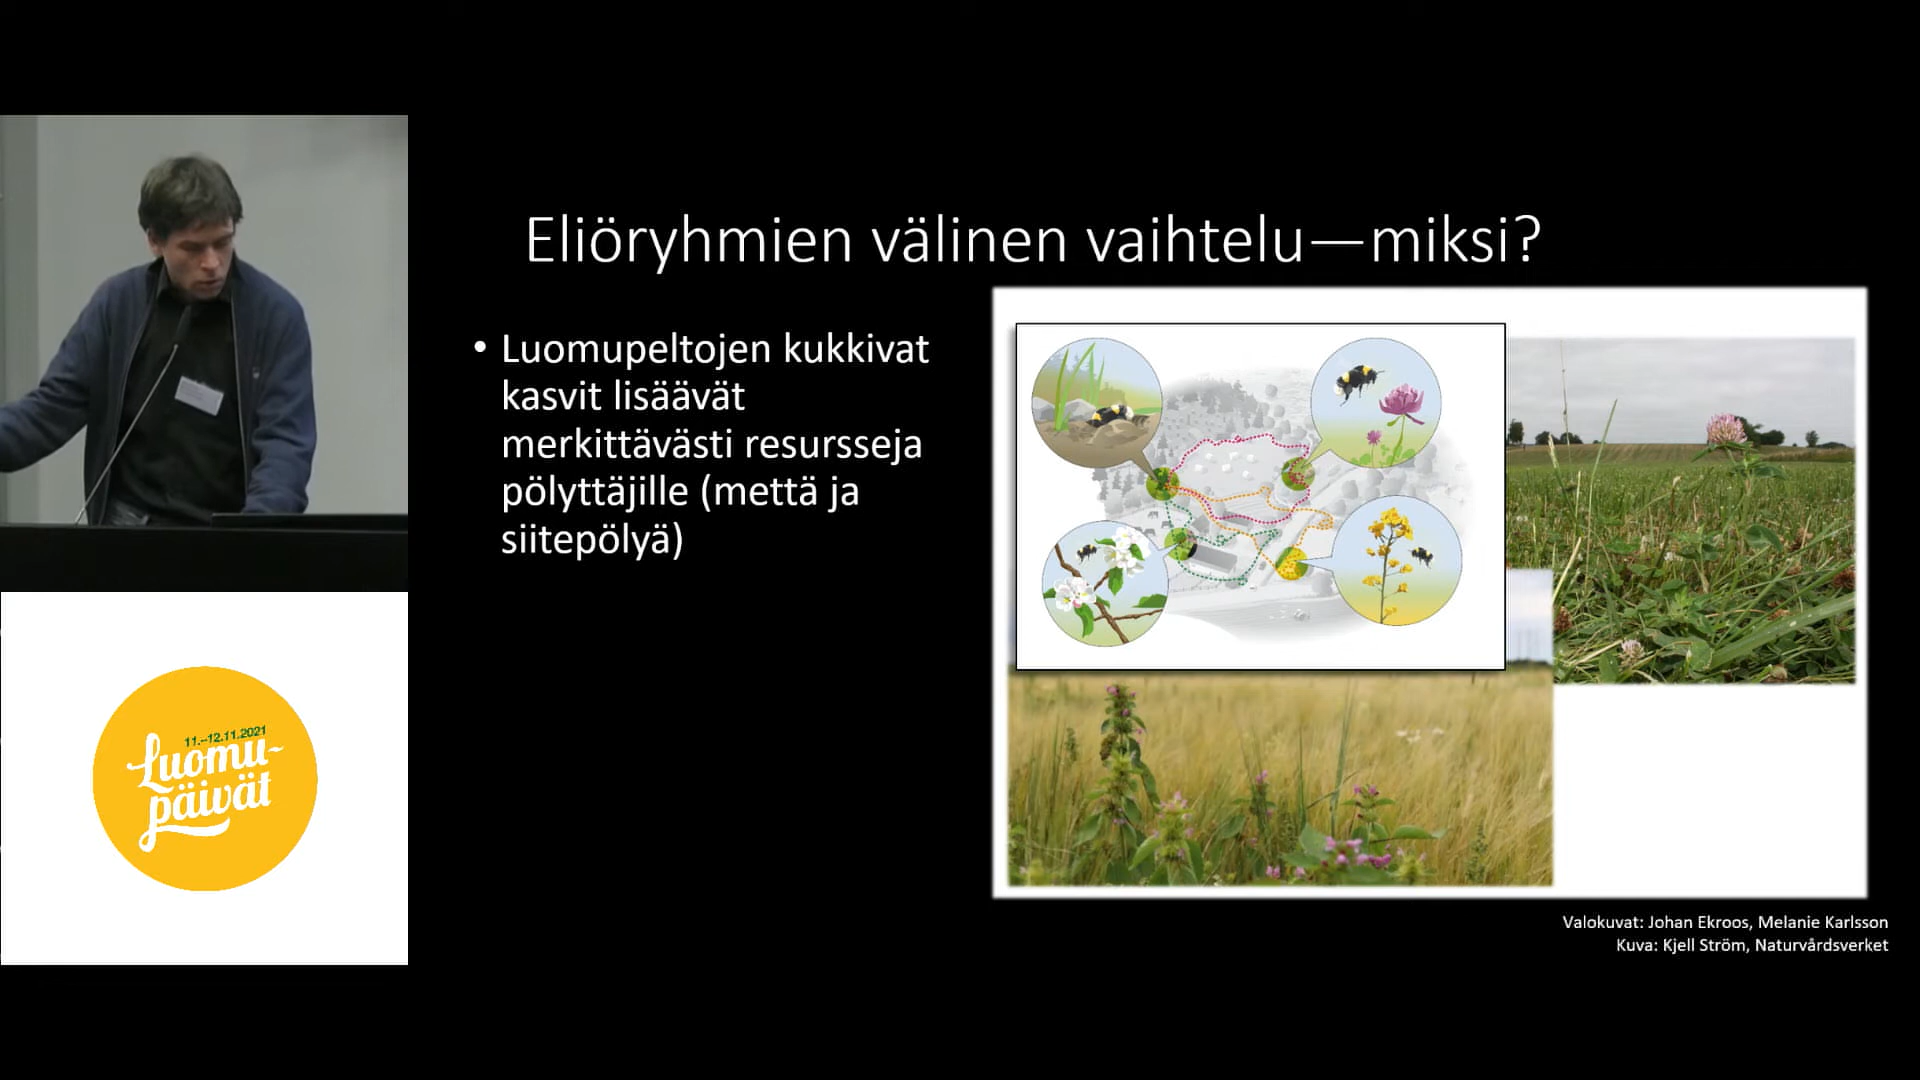 Eliöryhmien välinen vaihtelu—miksi?
• Luomupeltojen kukkivat
kasvit lisäävät
merkittävästi resursseja
pölyttäjille (mettä ja
siitepölyä)
11.–12.11.2021
Luomu-
päivät
Valokuvat: Johan Ekroos, Melanie Karlsson
Kuva: Kjell Ström, Naturvårdsverket